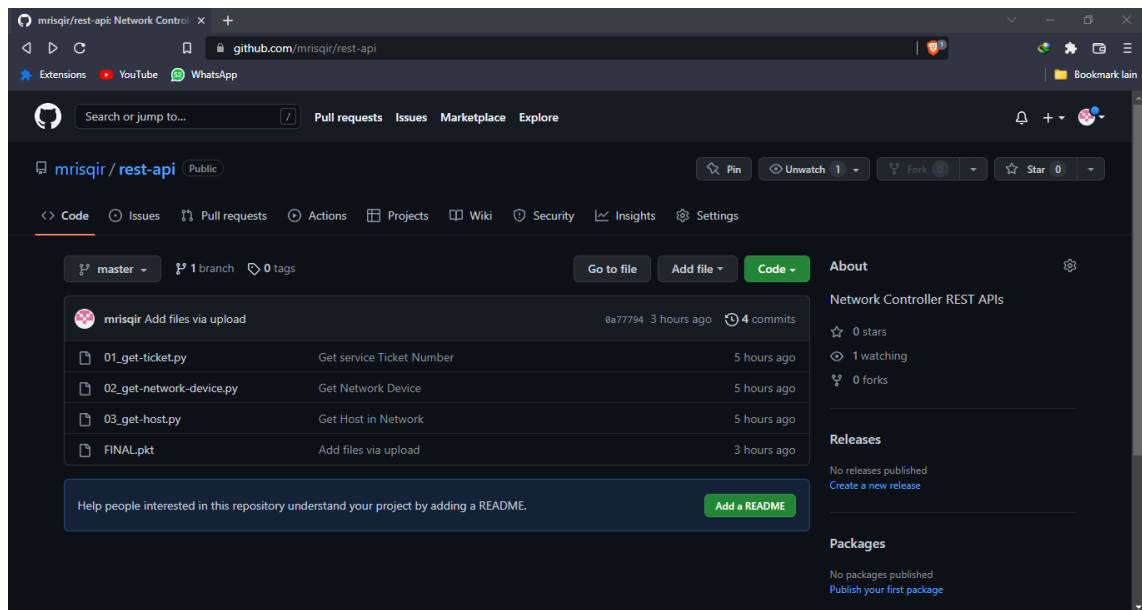 mrisqir/rest-api: Network Control
github.com/mrisqir/rest-api
1
Extensions YouTube WhatsApp Bookmark lain
Search or jump to... / Pull requests Issues Marketplace Explore
mrisqir / rest-api Public Pin Unwatch 1 Fork 0 Star 0
Code Issues Pull requests Actions Projects Wiki Security Insights Settings
master 1 branch 0 tags Go to file Add file Code
mrisqir Add files via upload 0a77794 3 hours ago 4 commits
01_get-ticket.py Get service Ticket Number 5 hours ago
02_get-network-device.py Get Network Device 5 hours ago
03_get-host.py Get Host in Network 5 hours ago
FINAL.pkt Add files via upload 3 hours ago
Help people interested in this repository understand your project by adding a README. Add a README
About
Network Controller REST APIs
0 stars
1 watching
0 forks
Releases
No releases published
Create a new release
Packages
No packages published
Publish your first package